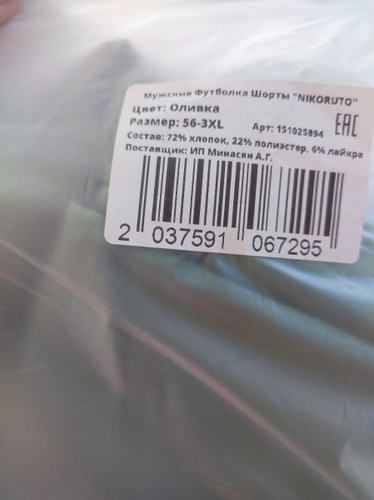 Мужские Футболка Шорты "NIKORUTO"
Цвет: Оливка
Размер: 56-3XL
Арт: 151025894
EAC
Состав: 72% хлопок, 22% полиэстер. 6% лайкра
Поставщик: ИП Минасян А.Г.
2 037591 067295